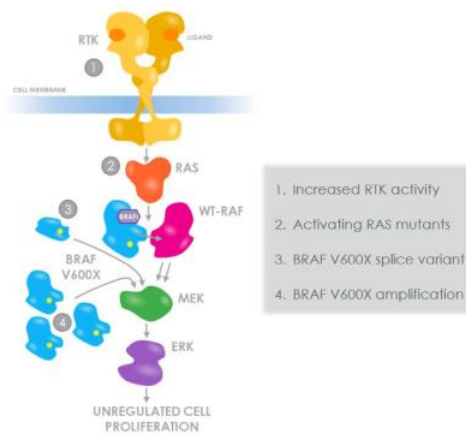 RTK
LIGAND
1
CELL MEMBRANE
2
RAS
3
BRAFi
WT-RAF
BRAF
V600X
4
MEK
ERK
UNREGULATED CELL
PROLIFERATION
1. Increased RTK activity
2. Activating RAS mutants
3. BRAF V600X splice variant
4. BRAF V600X amplification